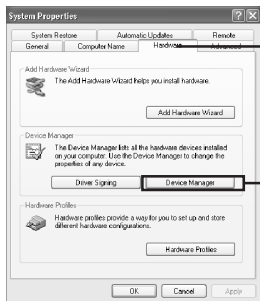 System Properties
System Restore Automatic Updates Remote
General Computer Name Hardware Advanced
Add Hardware Wizard
The Add Hardware Wizard helps you install hardware.
Add Hardware Wizard
Device Manager
The Device Manager lists all the hardware devices installed
on your computer. Use the Device Manager to change the
properties of any device.
Driver Signing Device Manager
Hardware Profiles
Hardware profiles provide a way for you to set up and store
different hardware configurations.
Hardware Profiles
OK Cancel Apply